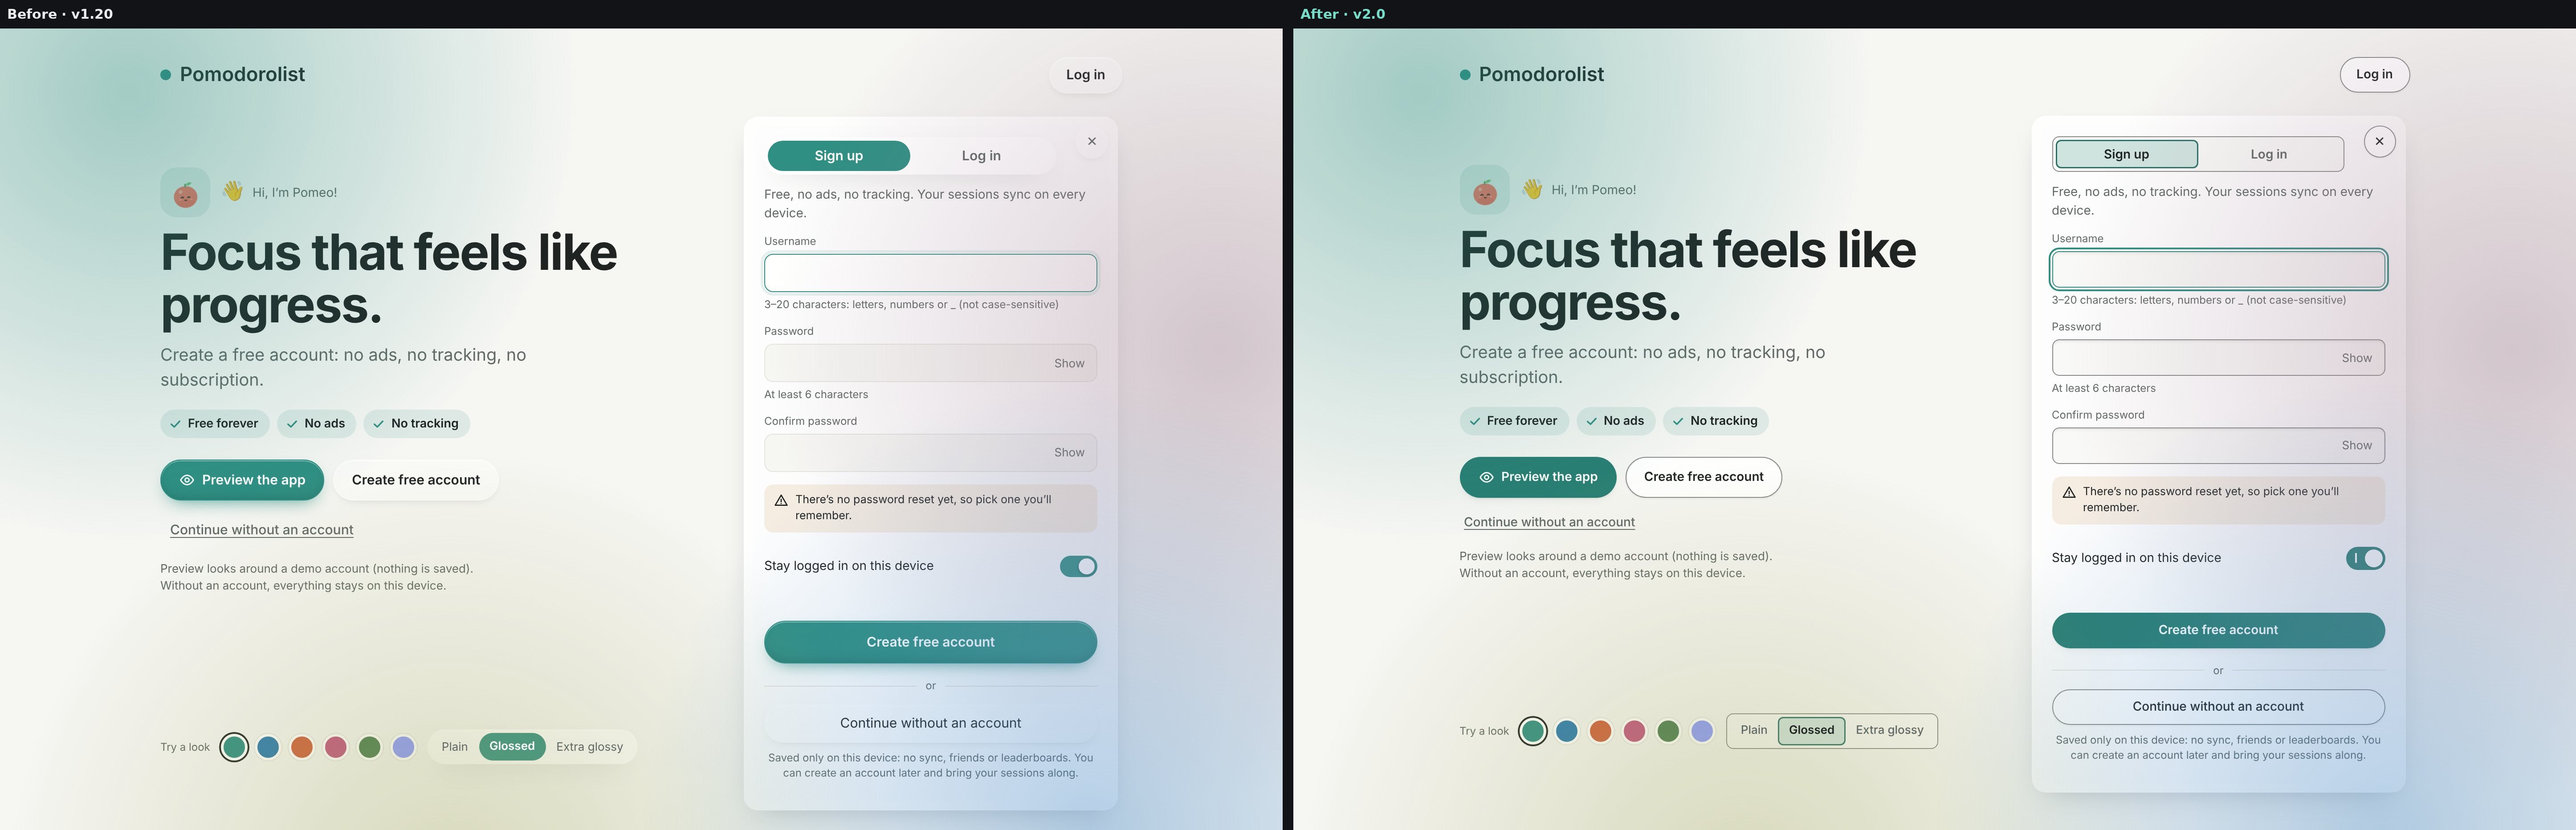 Before · v1.20
Pomodorolist
Log in
Sign up
Log in
×
Hi, I'm Pomeo!
Focus that feels like
progress.
Create a free account: no ads, no tracking, no
subscription.
Free forever
No ads
No tracking
Preview the app
Create free account
Continue without an account
Preview looks around a demo account (nothing is saved).
Without an account, everything stays on this device.
Try a look
Plain
Glossed
Extra glossy
Free, no ads, no tracking. Your sessions sync on every
device.
Username
3–20 characters: letters, numbers or _ (not case-sensitive)
Password
Show
At least 6 characters
Confirm password
Show
There's no password reset yet, so pick one you'll
remember.
Stay logged in on this device
Create free account
or
Continue without an account
Saved only on this device: no sync, friends or leaderboards. You
can create an account later and bring your sessions along.
After · v2.0
Pomodorolist
Log in
Sign up
Log in
×
Hi, I'm Pomeo!
Focus that feels like
progress.
Create a free account: no ads, no tracking, no
subscription.
Free forever
No ads
No tracking
Preview the app
Create free account
Continue without an account
Preview looks around a demo account (nothing is saved).
Without an account, everything stays on this device.
Try a look
Plain
Glossed
Extra glossy
Free, no ads, no tracking. Your sessions sync on every
device.
Username
3–20 characters: letters, numbers or _ (not case-sensitive)
Password
Show
At least 6 characters
Confirm password
Show
There's no password reset yet, so pick one you'll
remember.
Stay logged in on this device
Create free account
or
Continue without an account
Saved only on this device: no sync, friends or leaderboards. You
can create an account later and bring your sessions along.